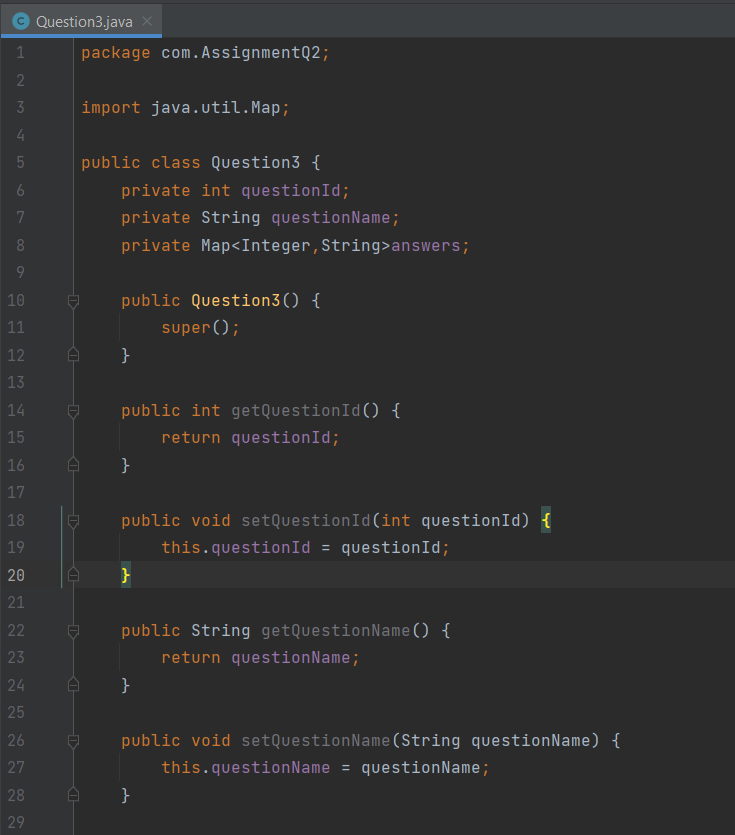 C Question3.java ×
1 package com.AssignmentQ2;
2
3 import java.util.Map;
4
5 public class Question3 {
6     private int questionId;
7     private String questionName;
8     private Map<Integer,String>answers;
9
10     public Question3() {
11         super();
12     }
13
14     public int getQuestionId() {
15         return questionId;
16     }
17
18     public void setQuestionId(int questionId) {
19         this.questionId = questionId;
20     }
21
22     public String getQuestionName() {
23         return questionName;
24     }
25
26     public void setQuestionName(String questionName) {
27         this.questionName = questionName;
28     }
29